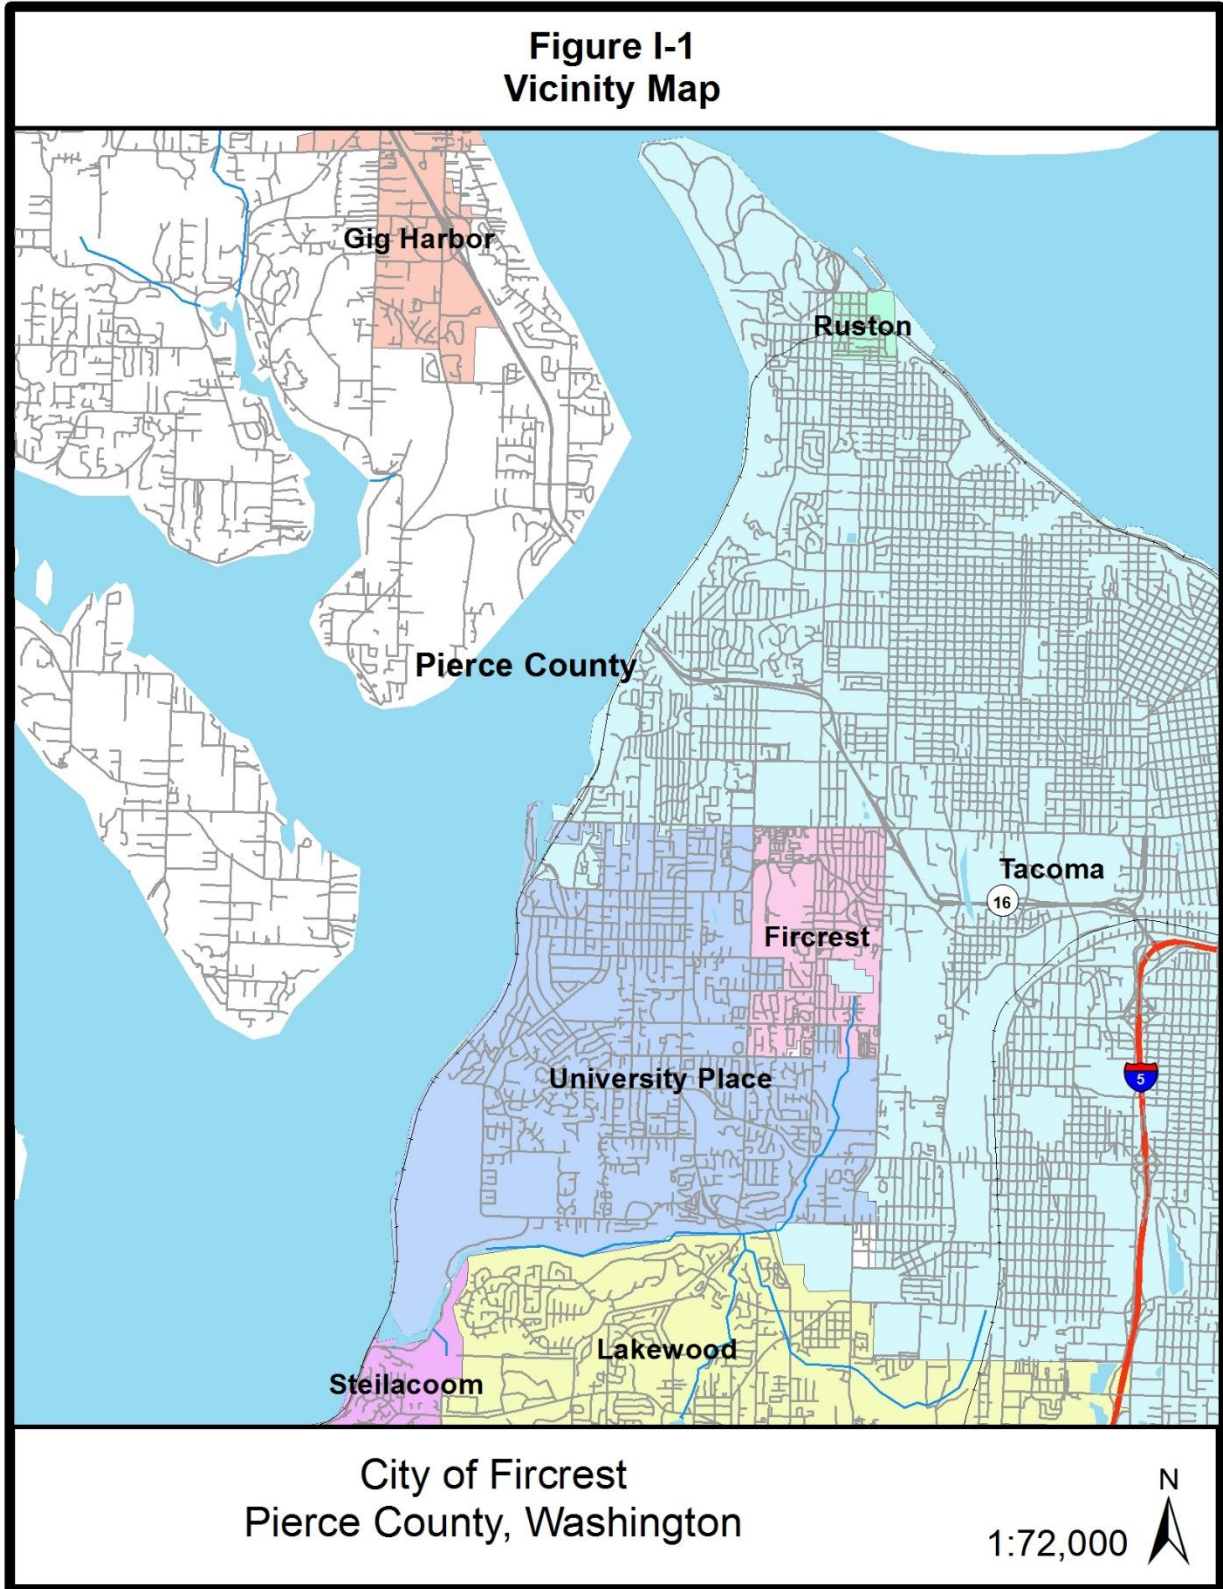 Figure I-1
Vicinity Map
Gig Harbor
Ruston
Pierce County
Tacoma
16
Fircrest
5
University Place
Lakewood
Steilacoom
City of Fircrest
Pierce County, Washington
N
1:72,000